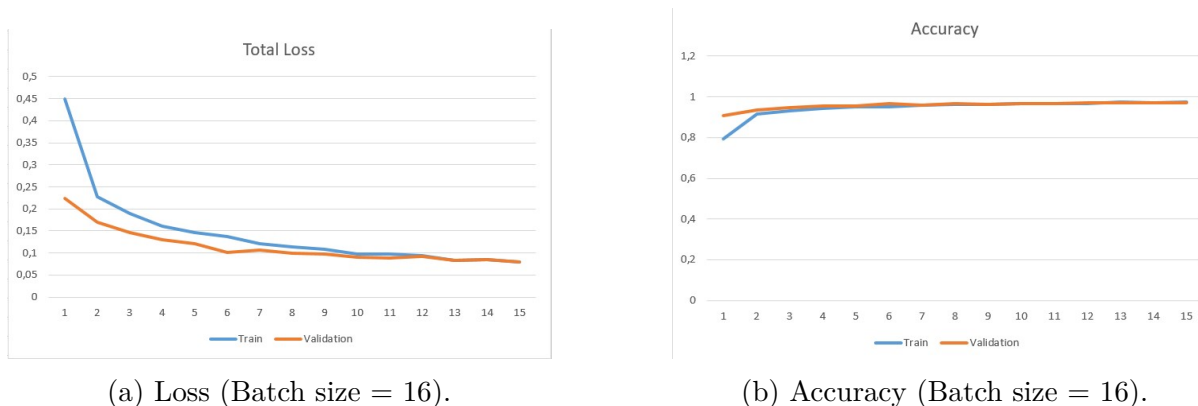 Total Loss
0,5
0,45
0,4
0,35
0,3
0,25
0,2
0,15
0,1
0,05
0
1 2 3 4 5 6 7 8 9 10 11 12 13 14 15
Train Validation
(a) Loss (Batch size = 16).
Accuracy
1,2
1
0,8
0,6
0,4
0,2
0
1 2 3 4 5 6 7 8 9 10 11 12 13 14 15
Train Validation
(b) Accuracy (Batch size = 16).